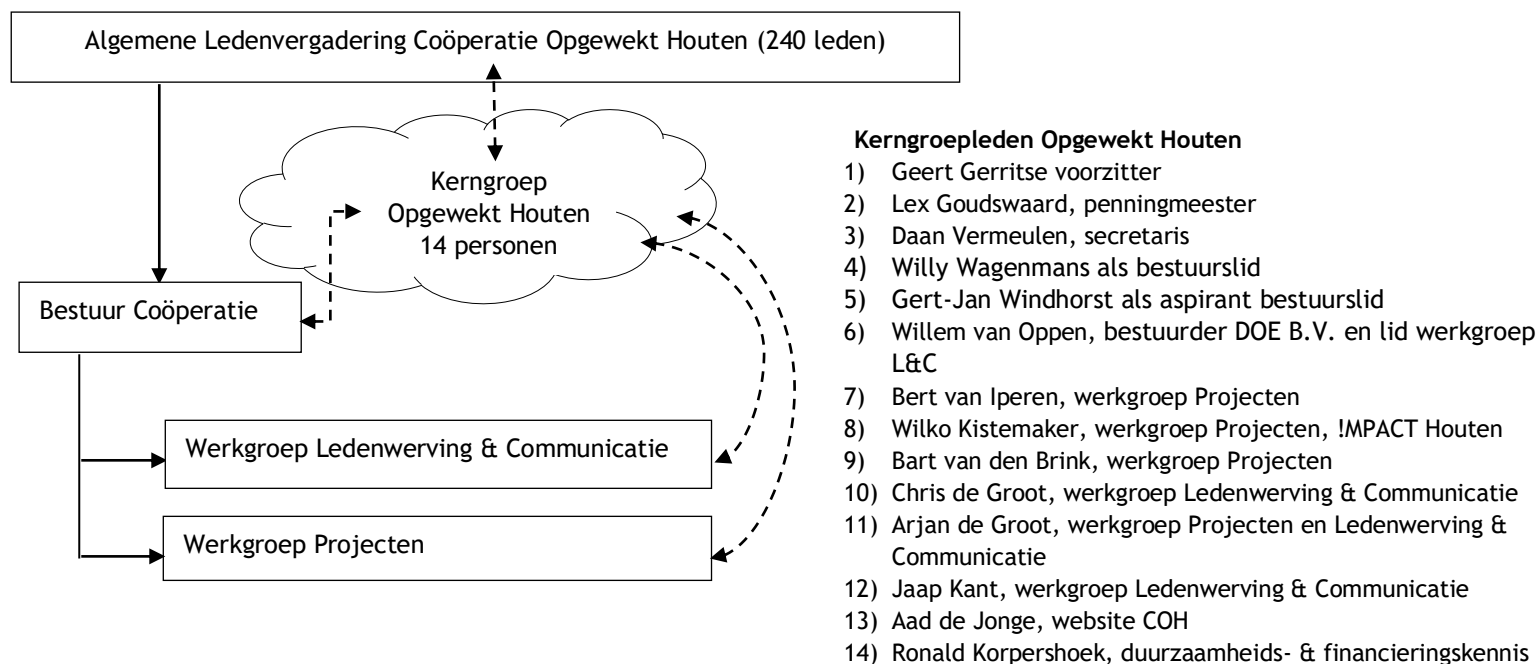 Algemene Ledenvergadering Coöperatie Opgewekt Houten (240 leden)
Kerngroep
Opgewekt Houten
14 personen
Bestuur Coöperatie
Werkgroep Ledenwerving & Communicatie
Werkgroep Projecten
Kerngroepleden Opgewekt Houten
1) Geert Gerritse voorzitter
2) Lex Goudswaard, penningmeester
3) Daan Vermeulen, secretaris
4) Willy Wagenmans als bestuurslid
5) Gert-Jan Windhorst als aspirant bestuurslid
6) Willem van Oppen, bestuurder DOE B.V. en lid werkgroep
L&C
7) Bert van Iperen, werkgroep Projecten
8) Wilko Kistemaker, werkgroep Projecten, !MPACT Houten
9) Bart van den Brink, werkgroep Projecten
10) Chris de Groot, werkgroep Ledenwerving & Communicatie
11) Arjan de Groot, werkgroep Projecten en Ledenwerving &
Communicatie
12) Jaap Kant, werkgroep Ledenwerving & Communicatie
13) Aad de Jonge, website COH
14) Ronald Korpershoek, duurzaamheids- & financieringskennis